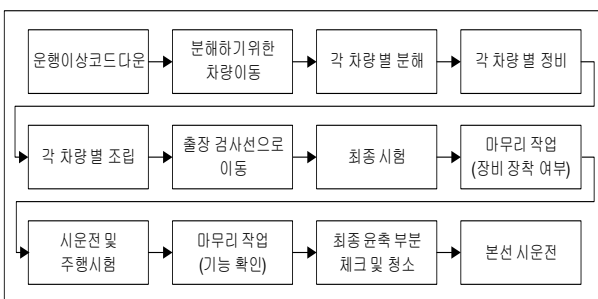 운행이상코드다운
분해하기위한
차량이동
각 차량 별 분해
각 차량 별 정비
각 차량 별 조립
출장 검사선으로
이동
최종 시험
마무리 작업
(장비 장착 여부)
시운전 및
주행시험
마무리 작업
(기능 확인)
최종 윤축 부분
체크 및 청소
본선 시운전